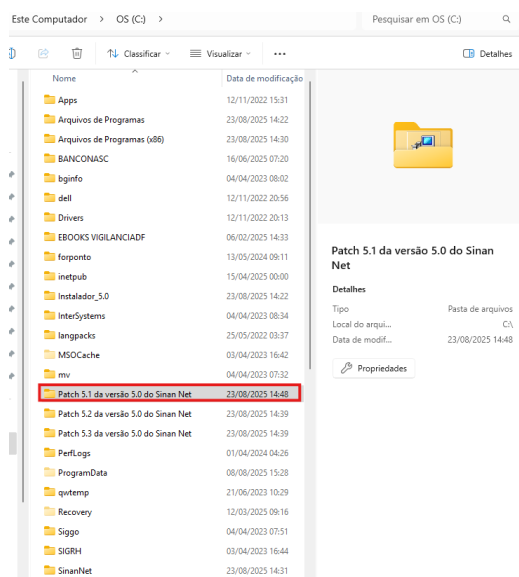 Este Computador > OS (C:) > Pesquisar em OS (C:)
Classificar Visualizar ... Detalhes
Nome Data de modificação
Apps 12/11/2022 15:31
Arquivos de Programas 23/08/2025 14:22
Arquivos de Programas (x86) 23/08/2025 14:30
BANCONASC 16/06/2025 07:20
bginfo 04/04/2023 08:02
dell 12/11/2022 20:56
Drivers 12/11/2022 20:13
EBOOKS VIGILANCIADF 06/02/2025 14:33
forponto 13/05/2024 09:11
inetpub 15/04/2025 00:00
Instalador_5.0 23/08/2025 14:22
InterSystems 04/04/2023 08:34
langpacks 25/05/2022 03:37
MSOCache 03/04/2023 16:42
mv 04/04/2023 07:32
Patch 5.1 da versão 5.0 do Sinan Net 23/08/2025 14:48
Patch 5.2 da versão 5.0 do Sinan Net 23/08/2025 14:39
Patch 5.3 da versão 5.0 do Sinan Net 23/08/2025 14:39
PerfLogs 01/04/2024 04:26
ProgramData 08/08/2025 15:28
qwtemp 21/06/2023 10:29
Recovery 12/03/2025 09:16
Siggo 04/04/2023 07:51
SIGRH 03/04/2023 16:44
SinanNet 23/08/2025 14:31
Patch 5.1 da versão 5.0 do Sinan
Net
Detalhes
Tipo Pasta de arquivos
Local do arqui... C:\
Data de modif... 23/08/2025 14:48
Propriedades